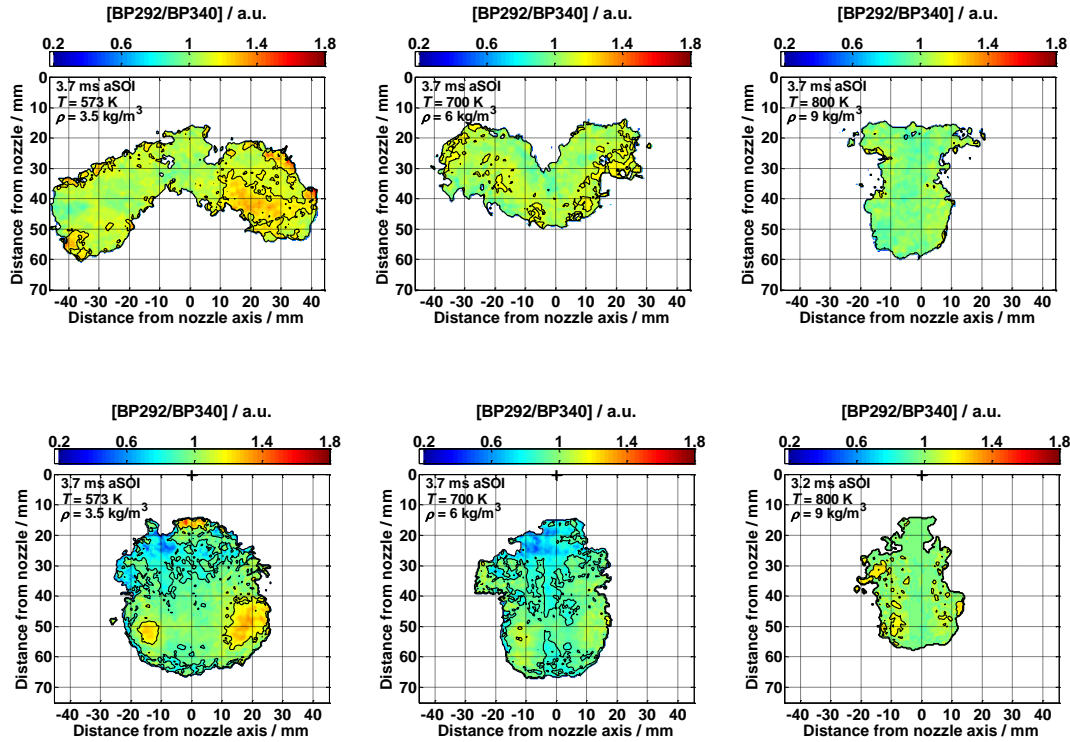 [BP292/BP340] / a.u. [BP292/BP340] / a.u. [BP292/BP340] / a.u.
0.2 0.6 1 1.4 1.8 0.2 0.6 1 1.4 1.8 0.2 0.6 1 1.4 1.8
3.7 ms aSOI
T = 573 K
ρ = 3.5 kg/m³
0
10
20
30
40
50
60
70
Distance from nozzle / mm
-40 -30 -20 -10 0 10 20 30 40
Distance from nozzle axis / mm
3.7 ms aSOI
T = 700 K
ρ = 6 kg/m³
0
10
20
30
40
50
60
70
Distance from nozzle / mm
-40 -30 -20 -10 0 10 20 30 40
Distance from nozzle axis / mm
3.7 ms aSOI
T = 800 K
ρ = 9 kg/m³
0
10
20
30
40
50
60
70
Distance from nozzle / mm
-40 -30 -20 -10 0 10 20 30 40
Distance from nozzle axis / mm
[BP292/BP340] / a.u. [BP292/BP340] / a.u. [BP292/BP340] / a.u.
0.2 0.6 1 1.4 1.8 0.2 0.6 1 1.4 1.8 0.2 0.6 1 1.4 1.8
3.7 ms aSOI
T = 573 K
ρ = 3.5 kg/m³
0
10
20
30
40
50
60
70
Distance from nozzle / mm
-40 -30 -20 -10 0 10 20 30 40
Distance from nozzle axis / mm
3.7 ms aSOI
T = 700 K
ρ = 6 kg/m³
0
10
20
30
40
50
60
70
Distance from nozzle / mm
-40 -30 -20 -10 0 10 20 30 40
Distance from nozzle axis / mm
3.2 ms aSOI
T = 800 K
ρ = 9 kg/m³
0
10
20
30
40
50
60
70
Distance from nozzle / mm
-40 -30 -20 -10 0 10 20 30 40
Distance from nozzle axis / mm